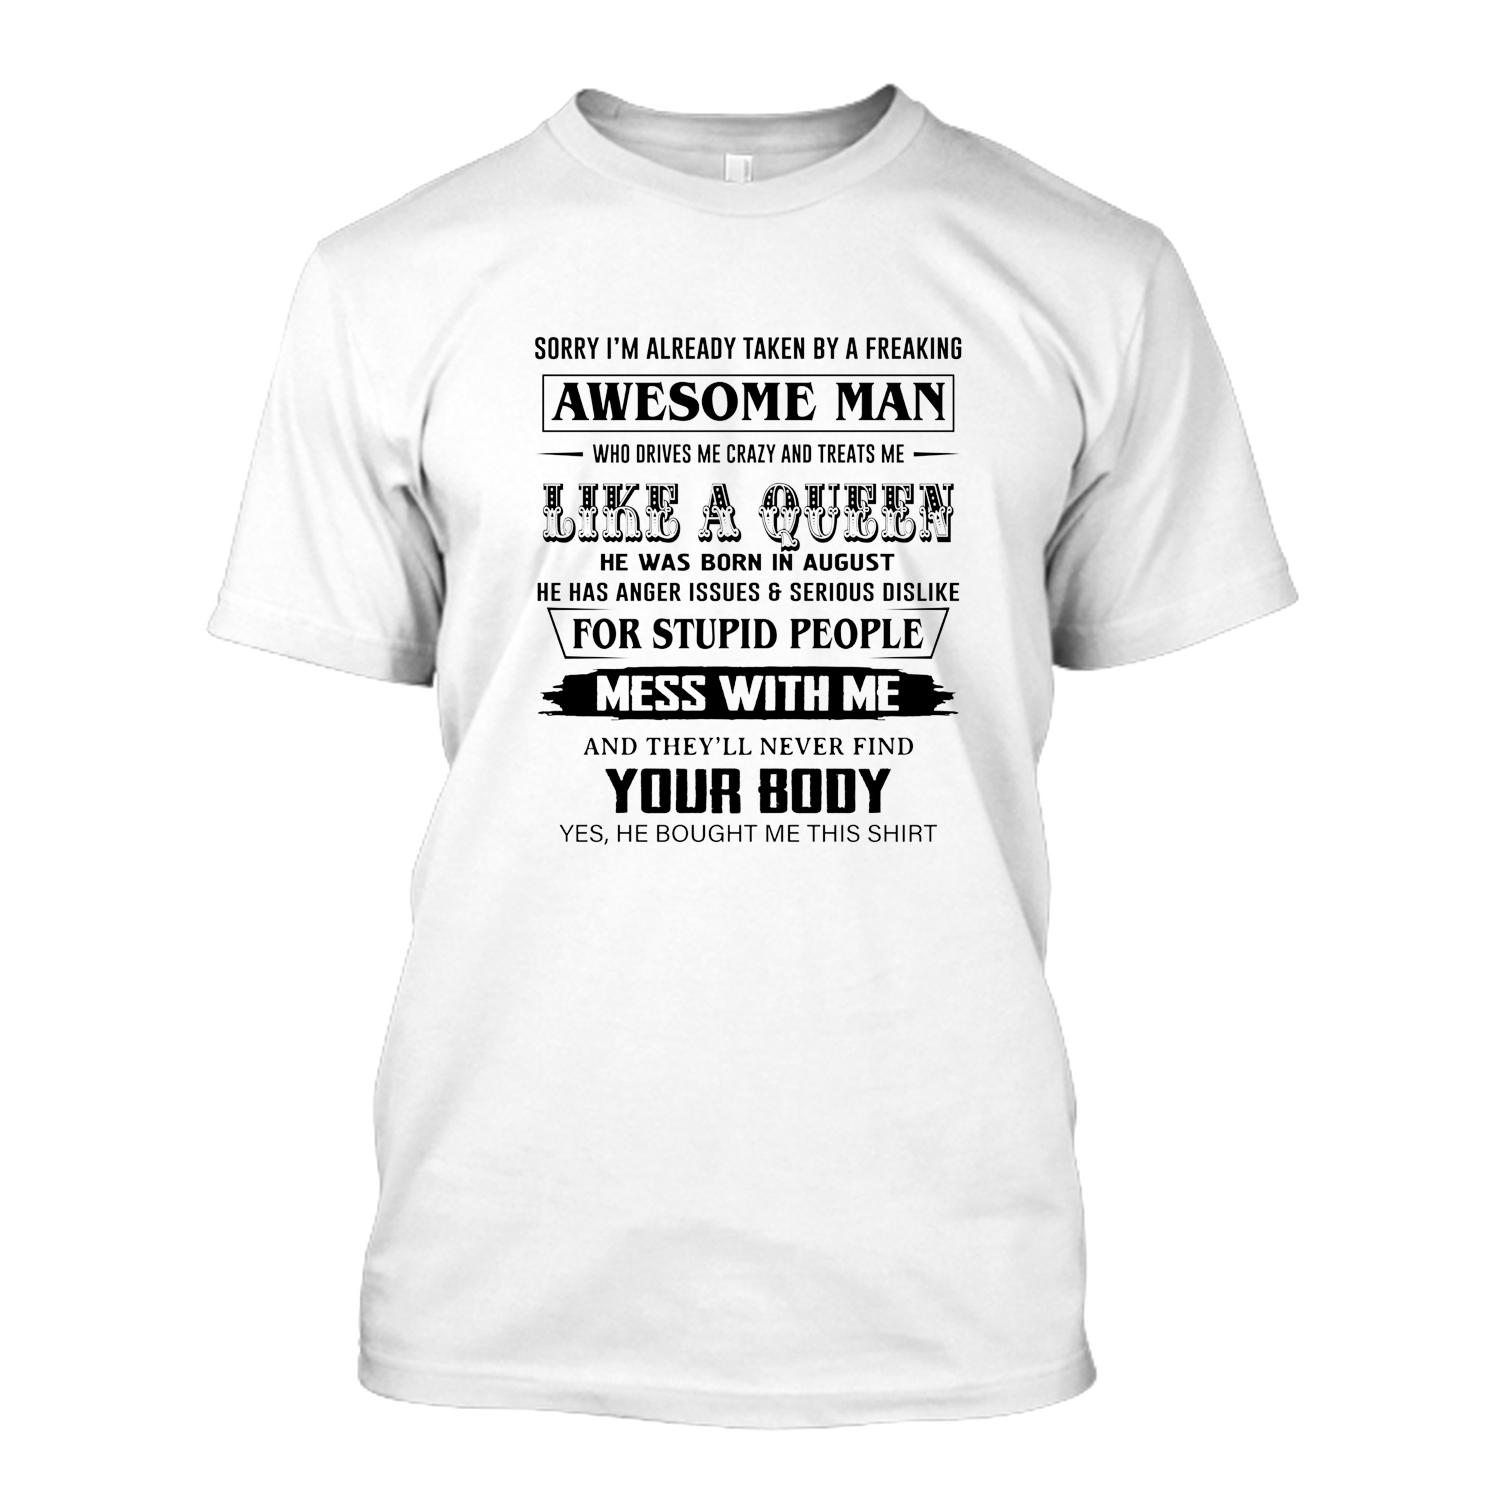 SORRY I'M ALREADY TAKEN BY A FREAKING
AWESOME MAN
WHO DRIVES ME CRAZY AND TREATS ME
LIKE A QUEEN
HE WAS BORN IN AUGUST
HE HAS ANGER ISSUES & SERIOUS DISLIKE
FOR STUPID PEOPLE
MESS WITH ME
AND THEY'LL NEVER FIND
YOUR BODY
YES, HE BOUGHT ME THIS SHIRT